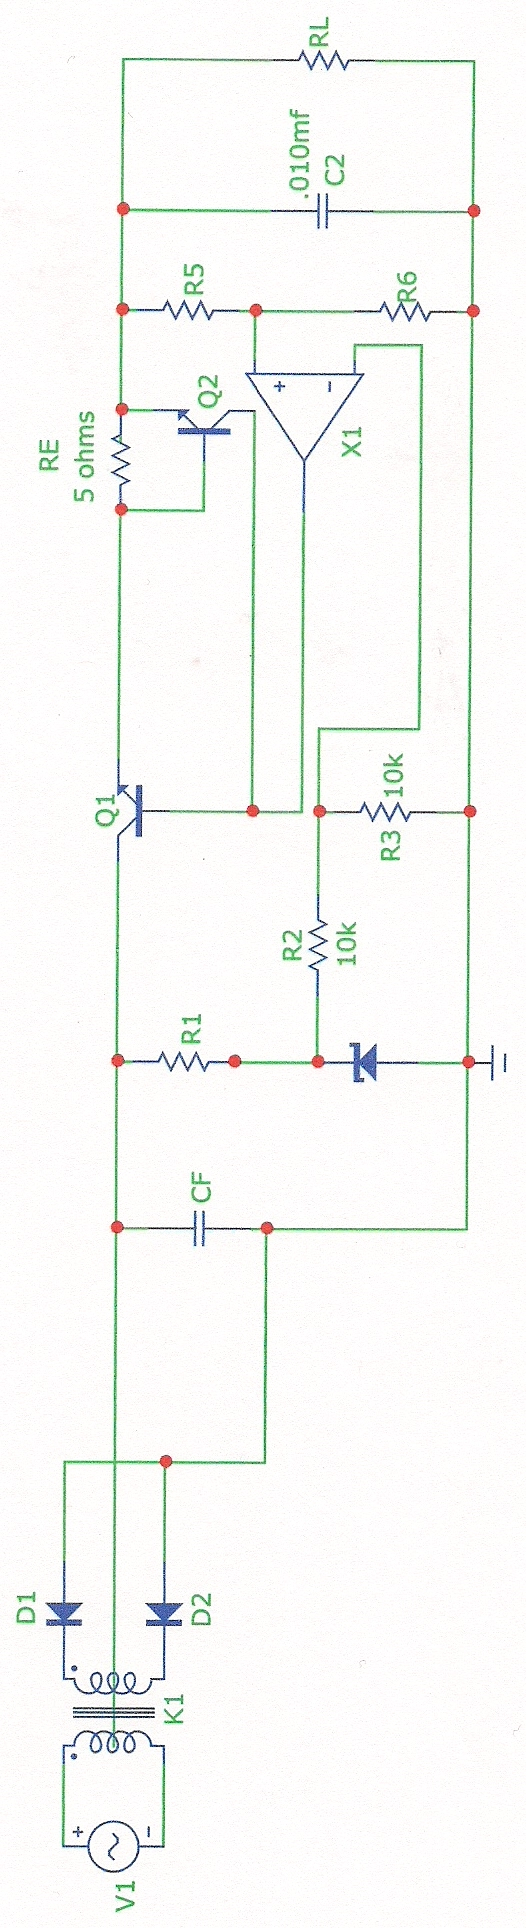 V1
+
−
K1
D1
D2
CF
R1
R2
10k
R3
10k
Q1
RE
5 ohms
Q2
X1
+
−
R5
R6
.010mf
C2
RL